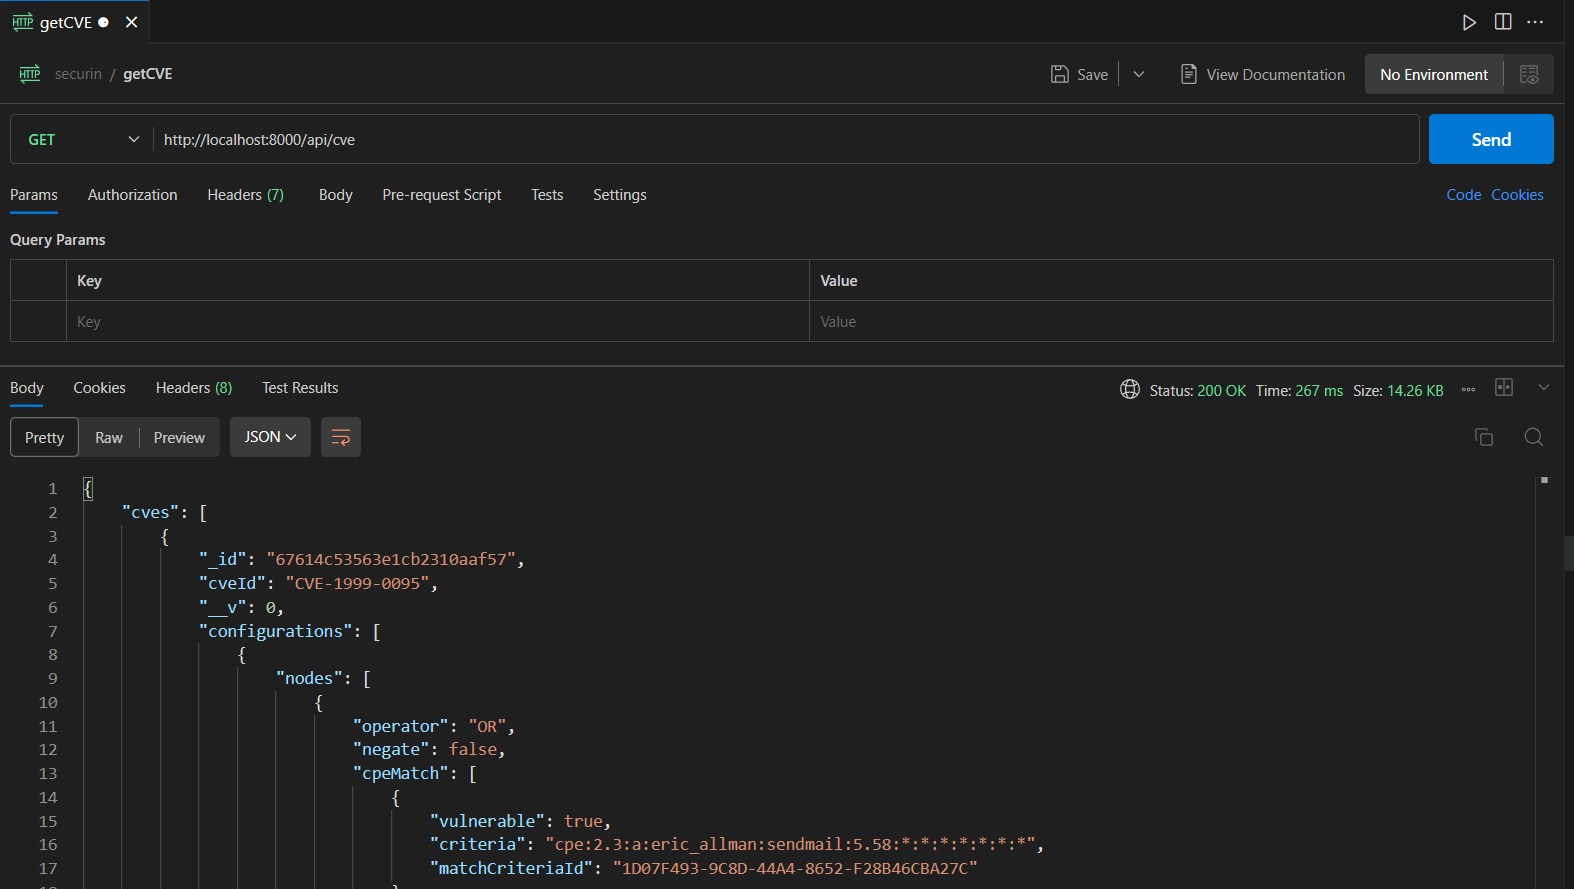 HTTP getCVE
HTTP securin / getCVE
Save
View Documentation
No Environment
GET
http://localhost:8000/api/cve
Send
Params Authorization Headers (7) Body Pre-request Script Tests Settings
Code Cookies
Query Params
Key Value
Key Value
Body Cookies Headers (8) Test Results
Status: 200 OK Time: 267 ms Size: 14.26 KB
Pretty Raw Preview JSON
1 {
2 "cves": [
3 {
4 "_id": "67614c53563e1cb2310aaf57",
5 "cveId": "CVE-1999-0095",
6 "__v": 0,
7 "configurations": [
8 {
9 "nodes": [
10 {
11 "operator": "OR",
12 "negate": false,
13 "cpeMatch": [
14 {
15 "vulnerable": true,
16 "criteria": "cpe:2.3:a:eric_allman:sendmail:5.58:*:*:*:*:*:*:*",
17 "matchCriteriaId": "1D07F493-9C8D-44A4-8652-F28B46CBA27C"